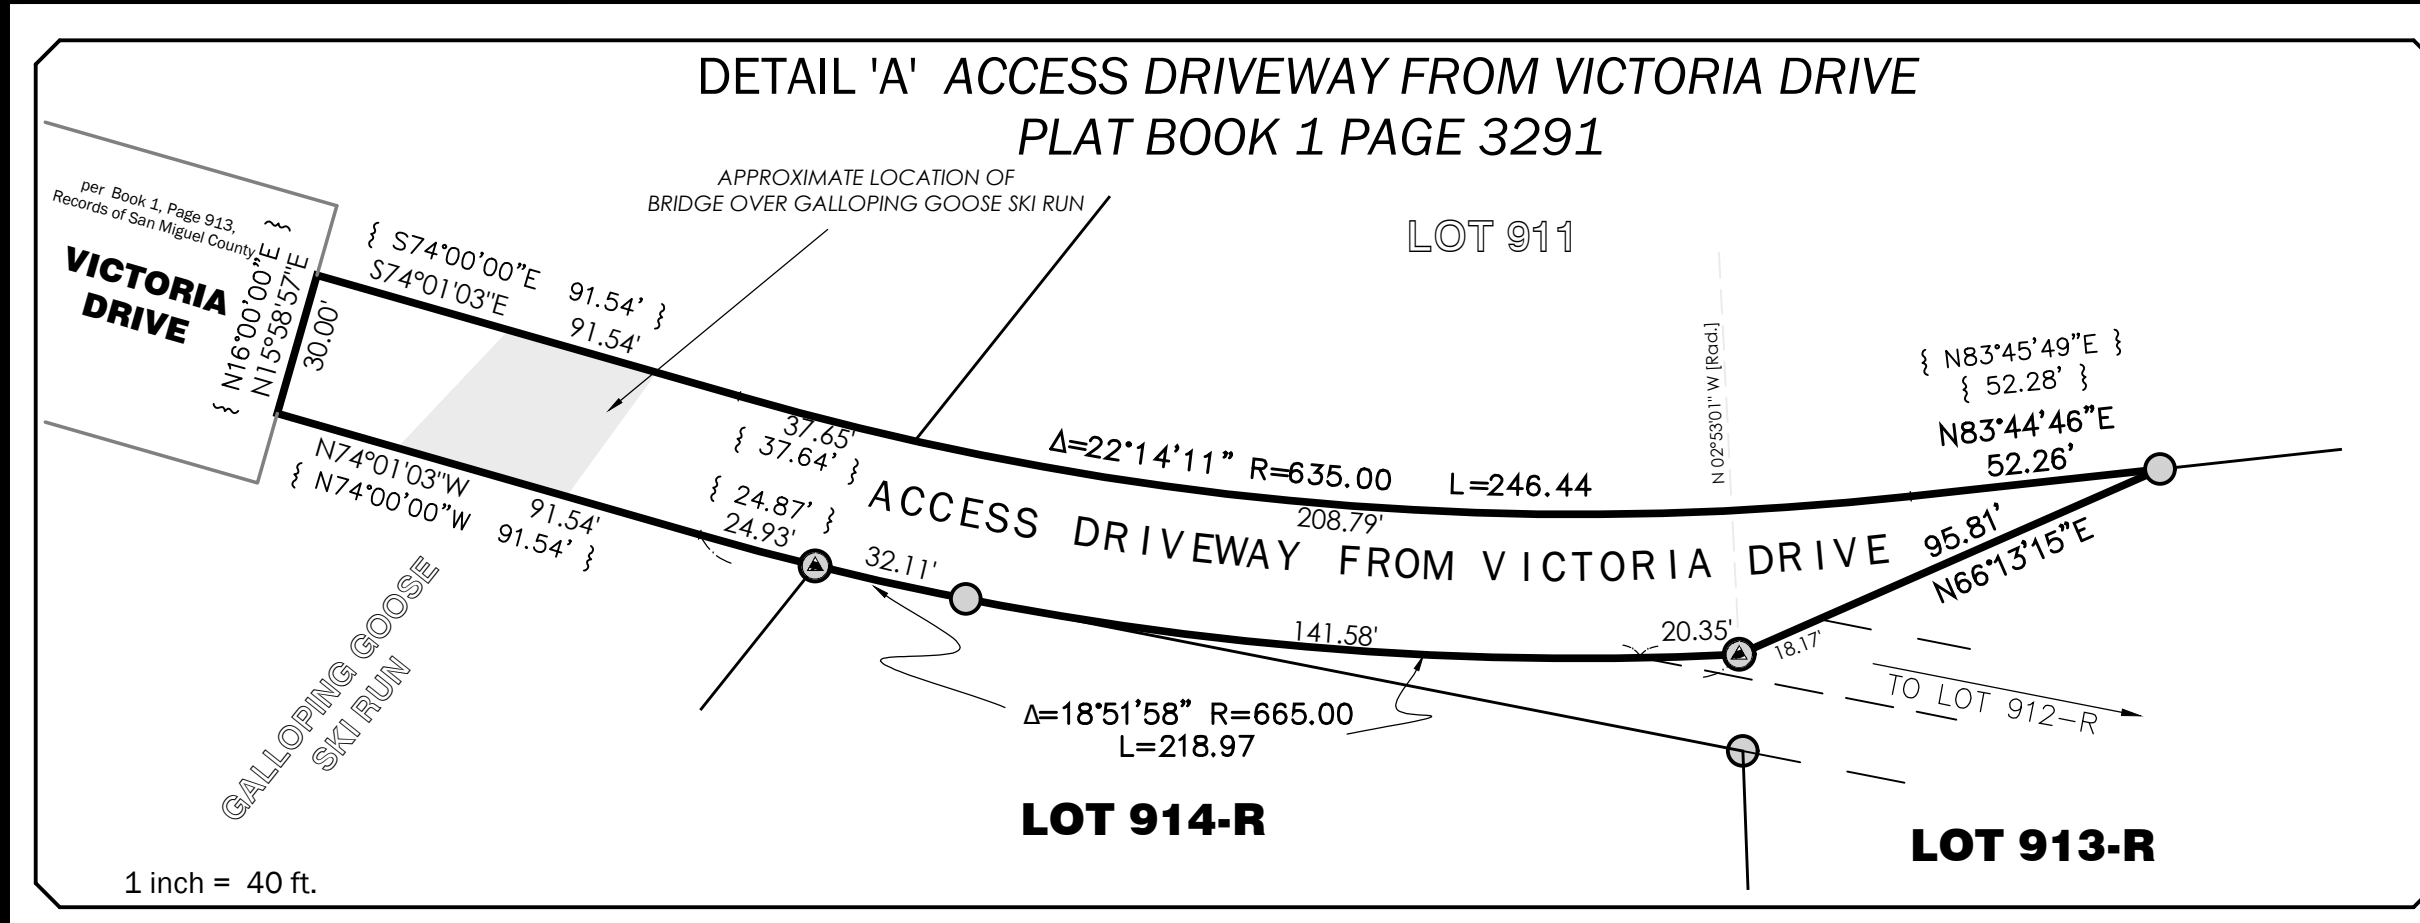 DETAIL 'A' ACCESS DRIVEWAY FROM VICTORIA DRIVE
PLAT BOOK 1 PAGE 3291
APPROXIMATE LOCATION OF
BRIDGE OVER GALLOPING GOOSE SKI RUN
per Book 1, Page 913,
Records of San Miguel County
VICTORIA
DRIVE
{ N16°00'00"E }
N15°58'57"E
30.00'
{ S74°00'00"E 91.54' }
S74°01'03"E 91.54'
N74°01'03"W 91.54'
{ N74°00'00"W 91.54' }
LOT 911
37.65'
{ 37.64' }
{ 24.87' }
24.93'
32.11'
Δ=22°14'11" R=635.00 L=246.44
208.79'
ACCESS DRIVEWAY FROM VICTORIA DRIVE
N 02°53'01" W [Rad.]
{ N83°45'49"E }
{ 52.28' }
N83°44'46"E
52.26'
95.81'
N66°13'15"E
141.58'
20.35'
18.17'
TO LOT 912-R
Δ=18°51'58" R=665.00
L=218.97
GALLOPING GOOSE
SKI RUN
LOT 914-R
LOT 913-R
1 inch = 40 ft.